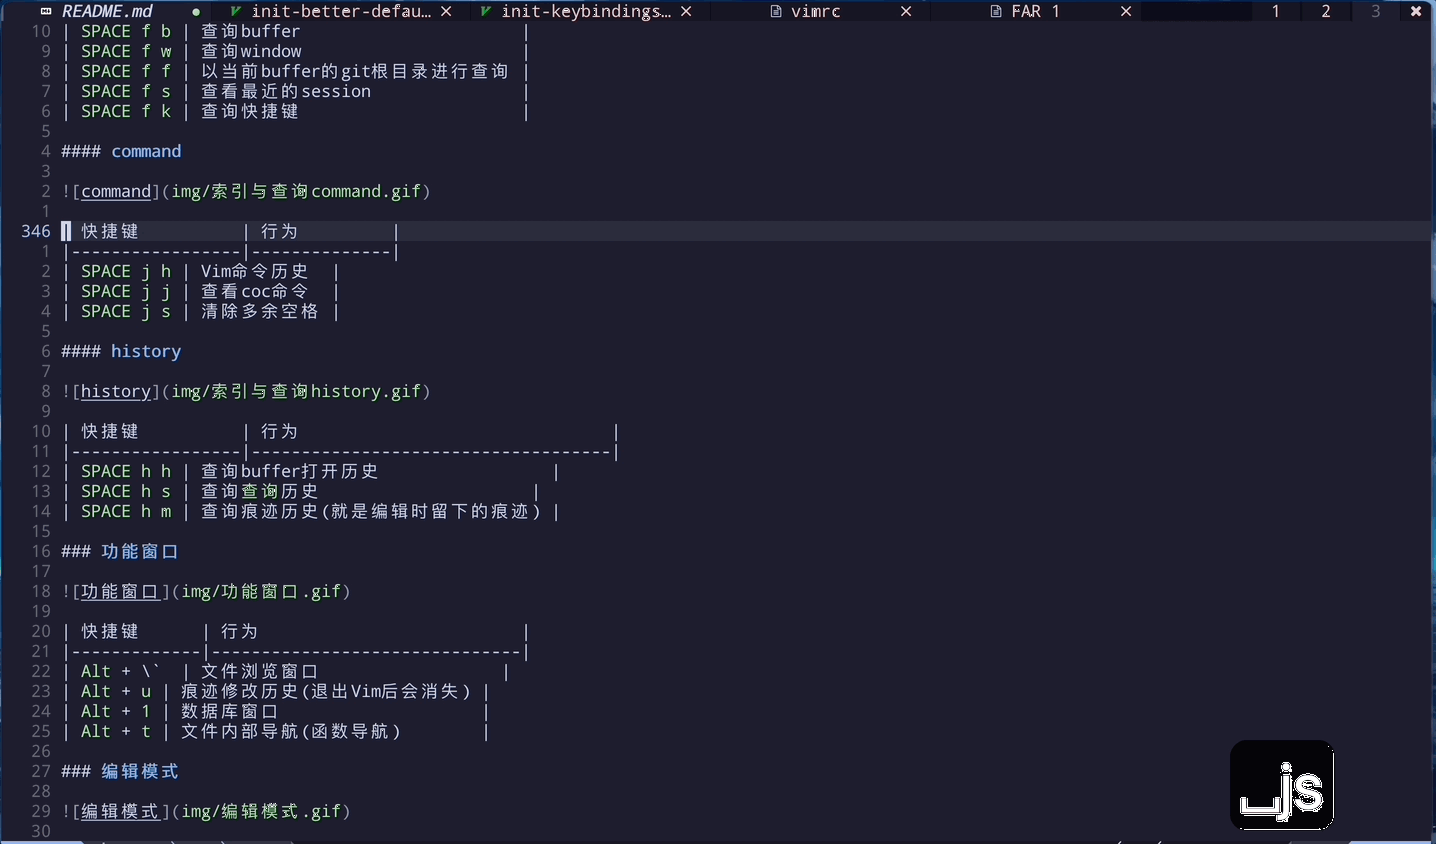 README.md init-better-defau... × init-keybindings... × vimrc × FAR 1 × 1 2 3 ×
10 | SPACE f b | 查询buffer |
9 | SPACE f w | 查询window |
8 | SPACE f f | 以当前buffer的git根目录进行查询 |
7 | SPACE f s | 查看最近的session |
6 | SPACE f k | 查询快捷键 |
5
4 #### command
3
2 ![command](img/索引与查询command.gif)
1
346 | 快捷键 | 行为 |
1 |-----------------|--------------|
2 | SPACE j h | Vim命令历史 |
3 | SPACE j j | 查看coc命令 |
4 | SPACE j s | 清除多余空格 |
5
6 #### history
7
8 ![history](img/索引与查询history.gif)
9
10 | 快捷键 | 行为 |
11 |-----------------|------------------------------------|
12 | SPACE h h | 查询buffer打开历史 |
13 | SPACE h s | 查询查询历史 |
14 | SPACE h m | 查询痕迹历史(就是编辑时留下的痕迹) |
15
16 ### 功能窗口
17
18 ![功能窗口](img/功能窗口.gif)
19
20 | 快捷键 | 行为 |
21 |-------------|-------------------------------|
22 | Alt + \` | 文件浏览窗口 |
23 | Alt + u | 痕迹修改历史(退出Vim后会消失) |
24 | Alt + 1 | 数据库窗口 |
25 | Alt + t | 文件内部导航(函数导航) |
26
27 ### 编辑模式
28
29 ![编辑模式](img/编辑模式.gif)
30
js